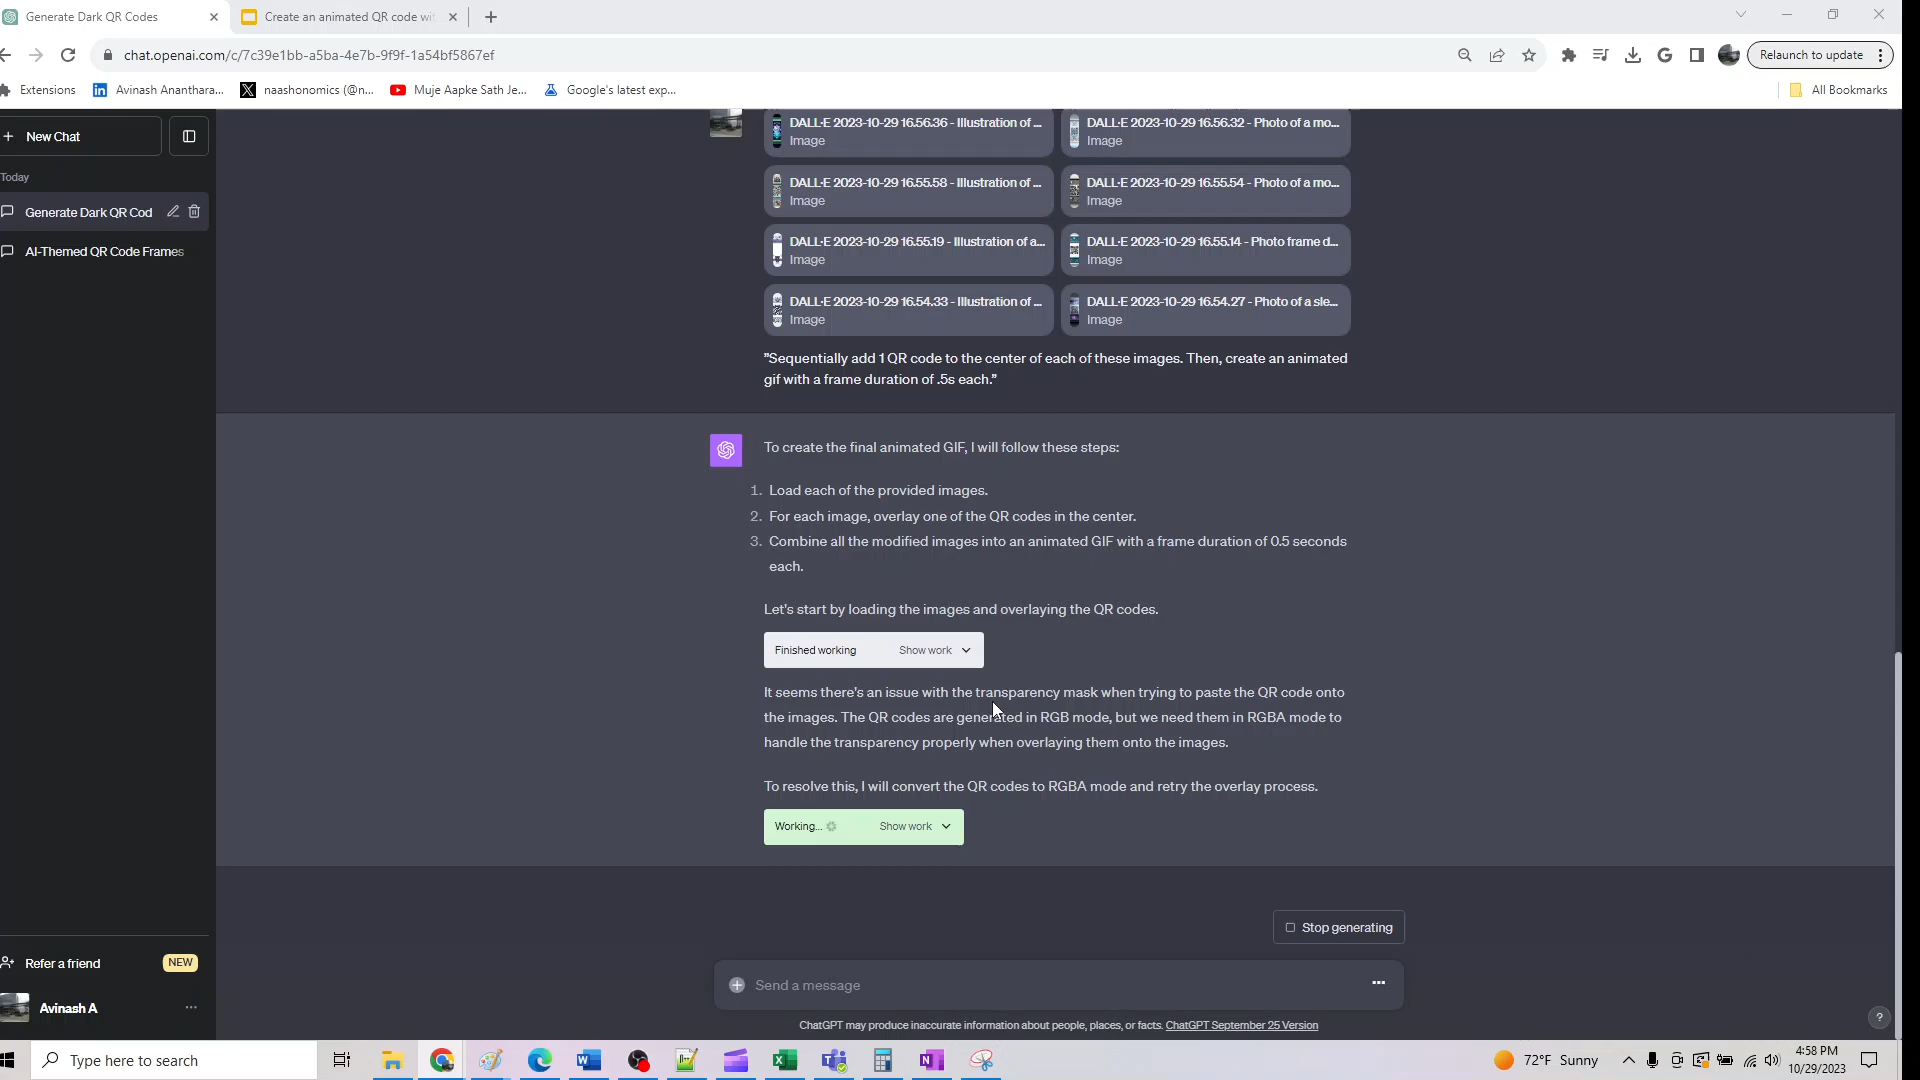 Generate Dark QR Codes
Create an animated QR code wit
chat.openai.com/c/7c39e1bb-a5ba-4e7b-9f9f-1a54bf5867ef
Relaunch to update
Extensions
Avinash Ananthara...
naashonomics (@n...
Muje Aapke Sath Je...
Google's latest exp...
All Bookmarks
New Chat
Today
Generate Dark QR Cod
AI-Themed QR Code Frames
DALL·E 2023-10-29 16.56.36 - Illustration of ...
Image
DALL·E 2023-10-29 16.56.32 - Photo of a mo...
Image
DALL·E 2023-10-29 16.55.58 - Illustration of ...
Image
DALL·E 2023-10-29 16.55.54 - Photo of a mo...
Image
DALL·E 2023-10-29 16.55.19 - Illustration of a...
Image
DALL·E 2023-10-29 16.55.14 - Photo frame d...
Image
DALL·E 2023-10-29 16.54.33 - Illustration of ...
Image
DALL·E 2023-10-29 16.54.27 - Photo of a sle...
Image
"Sequentially add 1 QR code to the center of each of these images. Then, create an animated
gif with a frame duration of .5s each."
To create the final animated GIF, I will follow these steps:
1. Load each of the provided images.
2. For each image, overlay one of the QR codes in the center.
3. Combine all the modified images into an animated GIF with a frame duration of 0.5 seconds
each.
Let's start by loading the images and overlaying the QR codes.
Finished working Show work
It seems there's an issue with the transparency mask when trying to paste the QR code onto
the images. The QR codes are generated in RGB mode, but we need them in RGBA mode to
handle the transparency properly when overlaying them onto the images.
To resolve this, I will convert the QR codes to RGBA mode and retry the overlay process.
Working... Show work
Stop generating
Send a message
ChatGPT may produce inaccurate information about people, places, or facts. ChatGPT September 25 Version
?
Refer a friend NEW
Avinash A
Type here to search
72°F Sunny
4:58 PM
10/29/2023